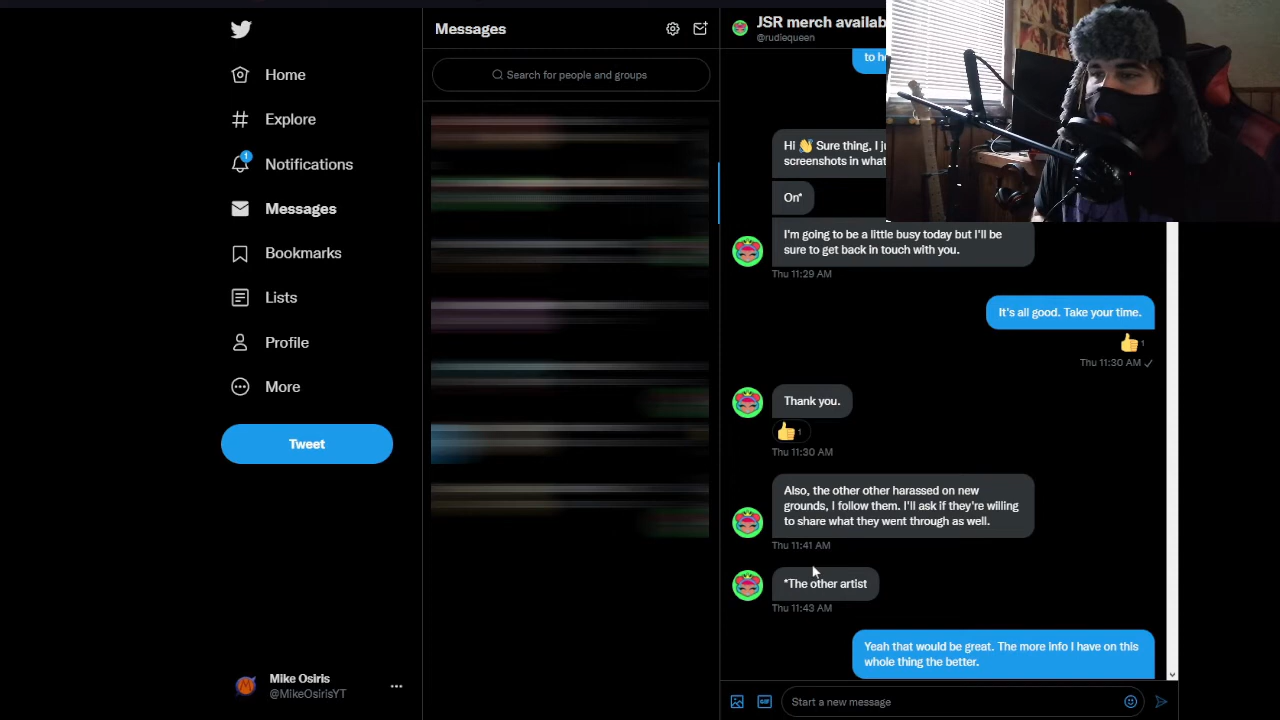 Home
Explore
1
Notifications
Messages
Bookmarks
Lists
Profile
More
Tweet
Mike Osiris
@MikeOsirisYT
Messages
Search for people and groups
JSR merch
@rudiequeen
Hi 👋 Sure thing, I
screenshots in
On*
I'm going to be a little busy today but I'll be
sure to get back in touch with you.
Thu 11:29 AM
It's all good. Take your time.
👍 1
Thu 11:30 AM ✓
Thank you.
👍 1
Thu 11:30 AM
Also, the other other harassed on new
grounds, I follow them. I'll ask if they're willing
to share what they went through as well.
Thu 11:41 AM
*The other artist
Thu 11:43 AM
Yeah that would be great. The more info I have on this
whole thing the better.
GIF
Start a new message